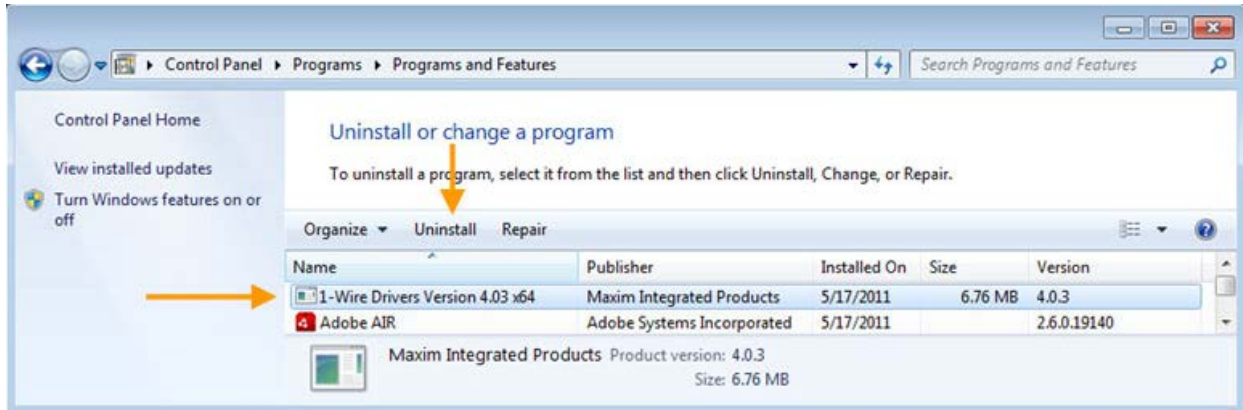 Control Panel Programs Programs and Features Search Programs and Features
Control Panel Home
View installed updates
Turn Windows features on or
off
Uninstall or change a program
To uninstall a program, select it from the list and then click Uninstall, Change, or Repair.
Organize Uninstall Repair
Name Publisher Installed On Size Version
1-Wire Drivers Version 4.03 x64 Maxim Integrated Products 5/17/2011 6.76 MB 4.0.3
Adobe AIR Adobe Systems Incorporated 5/17/2011 2.6.0.19140
Maxim Integrated Products Product version: 4.0.3
Size: 6.76 MB